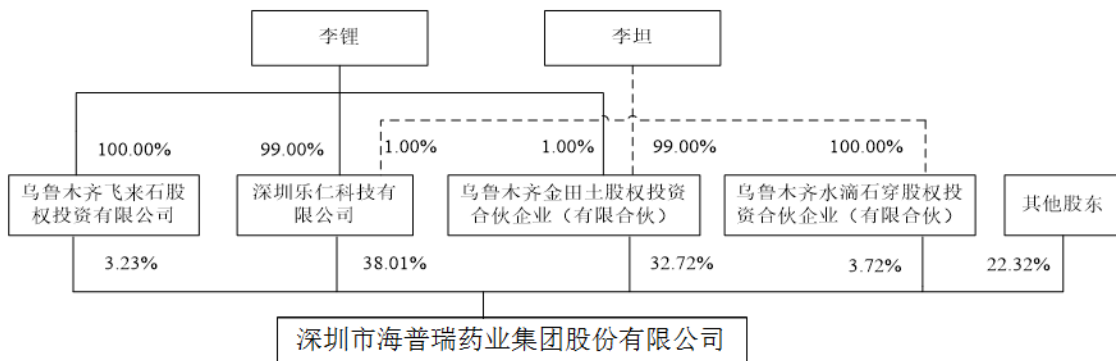 李锂
李坦
100.00%
99.00%
1.00%
1.00%
99.00%
100.00%
乌鲁木齐飞来石股
权投资有限公司
深圳乐仁科技有
限公司
乌鲁木齐金田土股权投资
合伙企业（有限合伙）
乌鲁木齐水滴石穿股权投
资合伙企业（有限合伙）
其他股东
3.23%
38.01%
32.72%
3.72%
22.32%
深圳市海普瑞药业集团股份有限公司